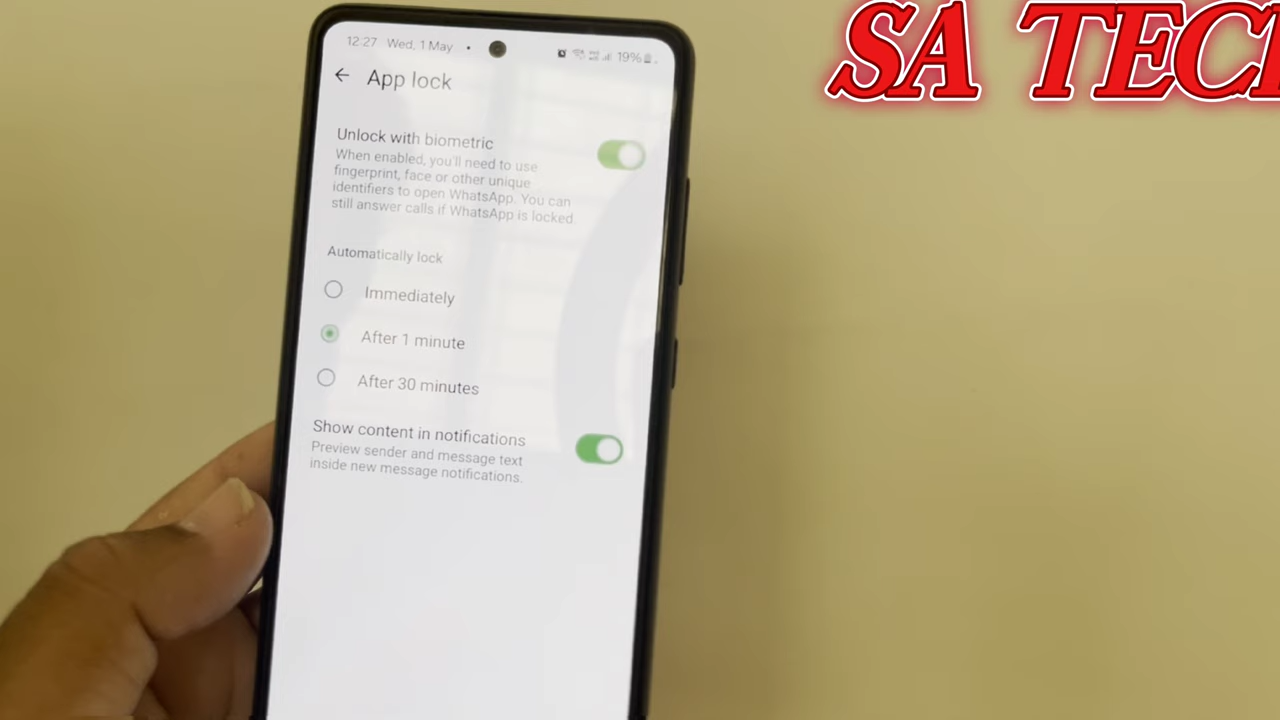 SA TEC
12:27 Wed, 1 May • 19%
App lock
Unlock with biometric
When enabled, you'll need to use
fingerprint, face or other unique
identifiers to open WhatsApp. You can
still answer calls if WhatsApp is locked.
Automatically lock
Immediately
After 1 minute
After 30 minutes
Show content in notifications
Preview sender and message text
inside new message notifications.